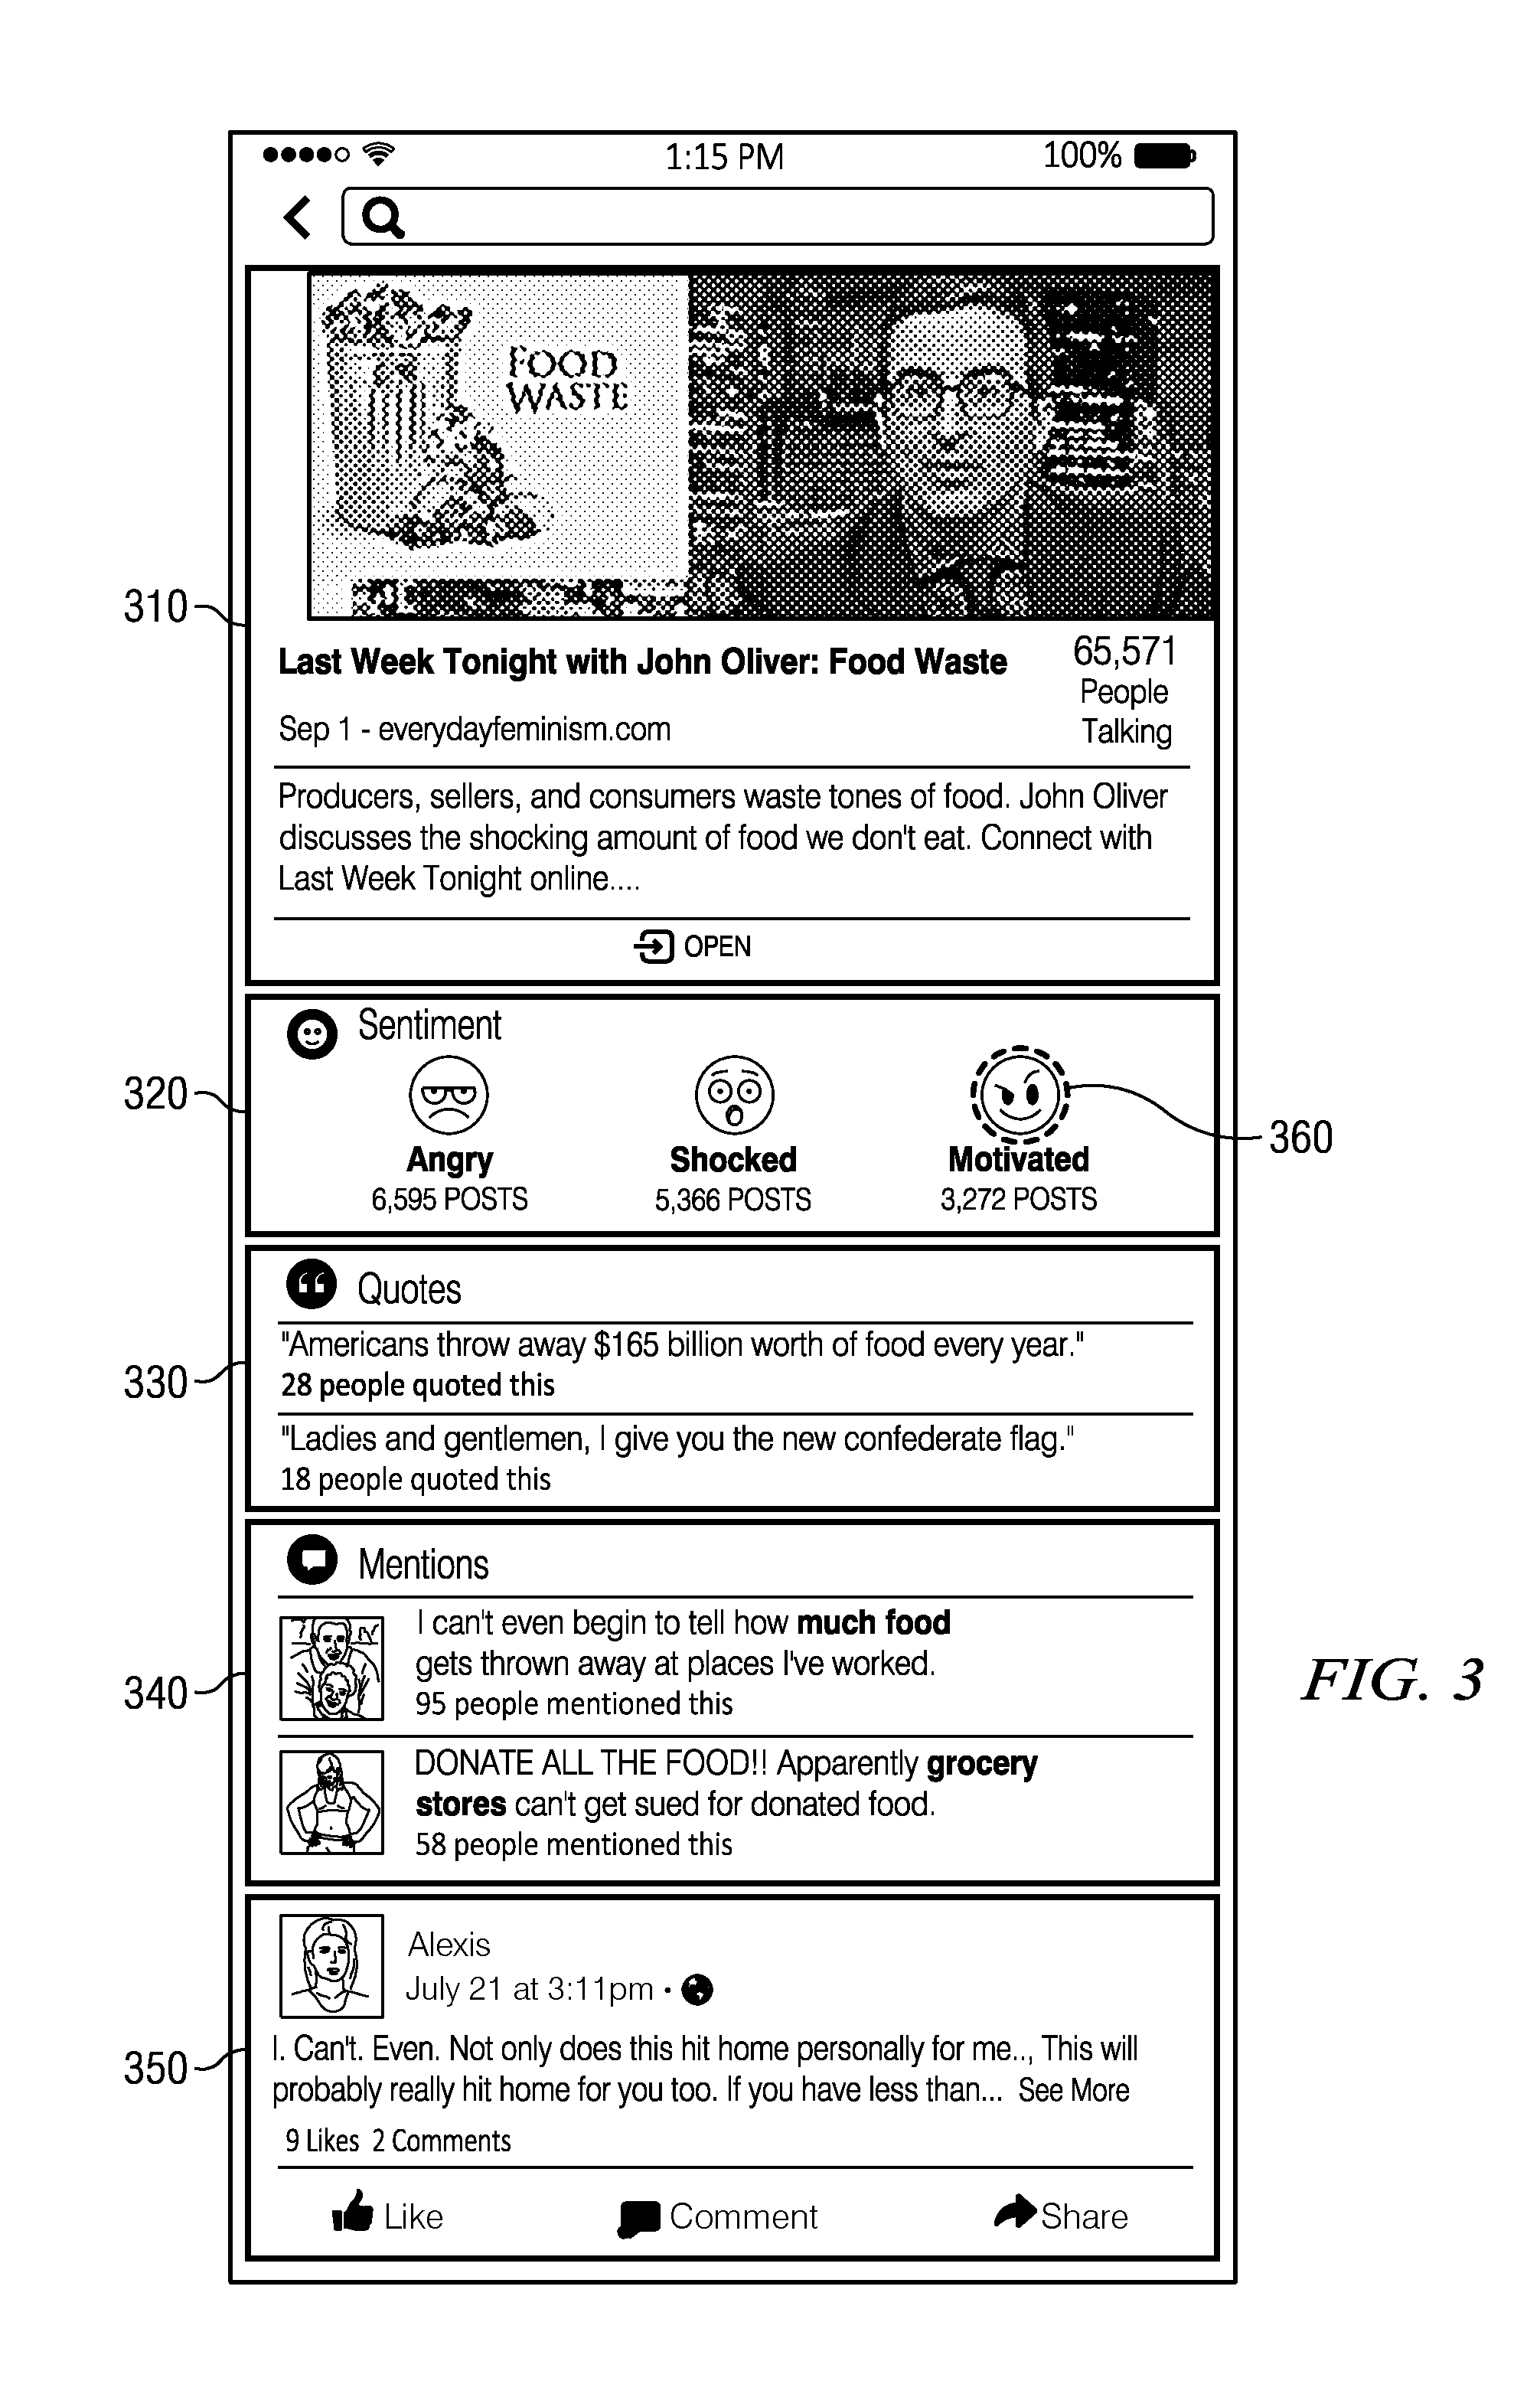 1:15 PM 100%
FOOD
WASTE
310
Last Week Tonight with John Oliver: Food Waste
65,571
People
Talking
Sep 1 - everydayfeminism.com
Producers, sellers, and consumers waste tones of food. John Oliver
discusses the shocking amount of food we don't eat. Connect with
Last Week Tonight online....
OPEN
320
Sentiment
360
Angry Shocked Motivated
6,595 POSTS 5,366 POSTS 3,272 POSTS
330
Quotes
"Americans throw away $165 billion worth of food every year."
28 people quoted this
"Ladies and gentlemen, I give you the new confederate flag."
18 people quoted this
340
Mentions
I can't even begin to tell how much food
gets thrown away at places I've worked.
95 people mentioned this
DONATE ALL THE FOOD!! Apparently grocery
stores can't get sued for donated food.
58 people mentioned this
FIG. 3
350
Alexis
July 21 at 3:11pm •
I. Can't. Even. Not only does this hit home personally for me.., This will
probably really hit home for you too. If you have less than... See More
9 Likes 2 Comments
Like Comment Share